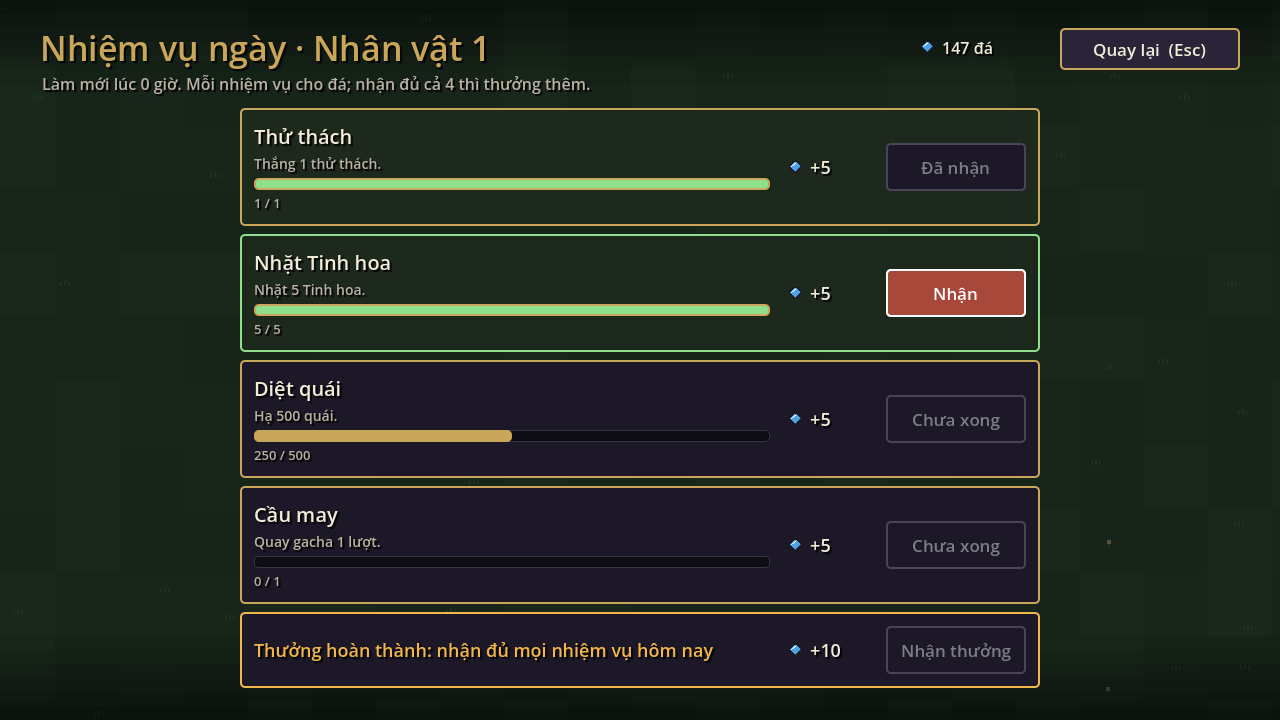 Nhiệm vụ ngày · Nhân vật 1
147 đá
Quay lại (Esc)
Làm mới lúc 0 giờ. Mỗi nhiệm vụ cho đá; nhận đủ cả 4 thì thưởng thêm.
Thử thách
Thắng 1 thử thách.
+5
Đã nhận
1 / 1
Nhặt Tinh hoa
Nhặt 5 Tinh hoa.
+5
Nhận
5 / 5
Diệt quái
Hạ 500 quái.
+5
Chưa xong
250 / 500
Cầu may
Quay gacha 1 lượt.
+5
Chưa xong
0 / 1
Thưởng hoàn thành: nhận đủ mọi nhiệm vụ hôm nay
+10
Nhận thưởng